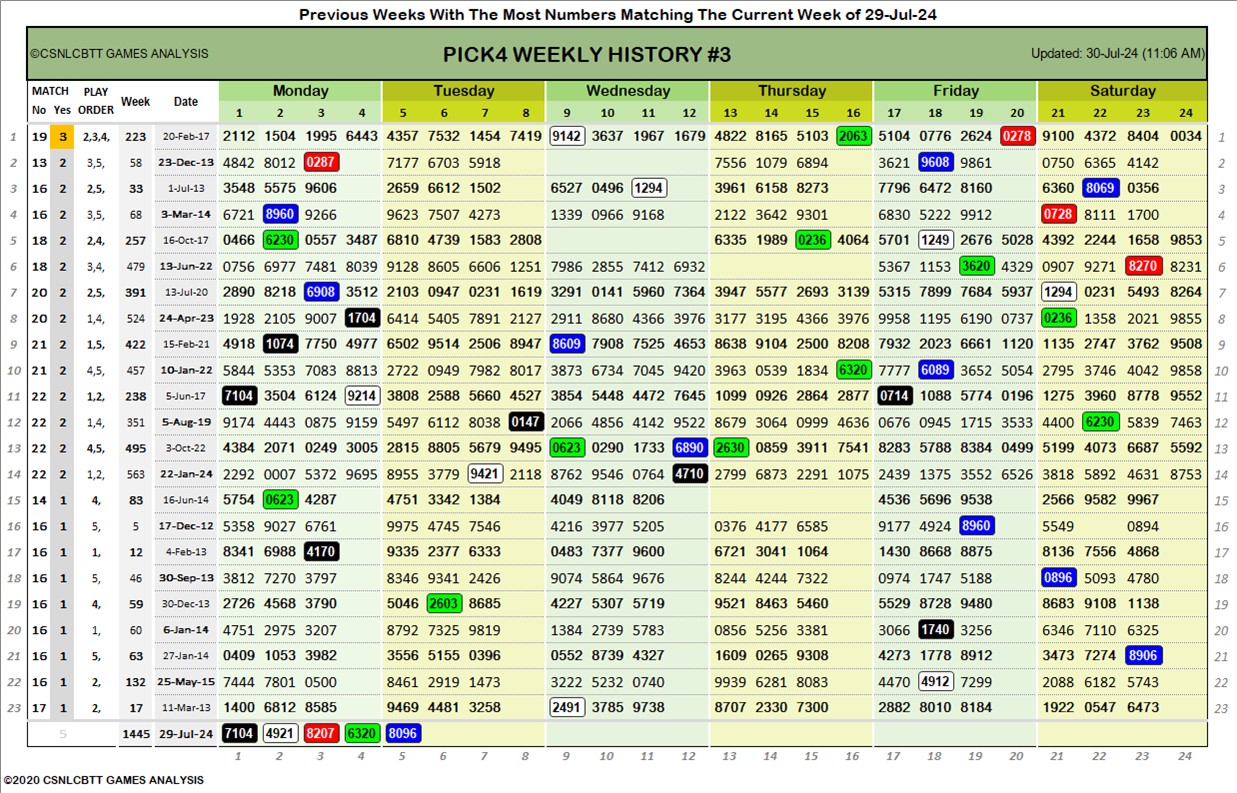 Previous Weeks With The Most Numbers Matching The Current Week of 29-Jul-24
©CSNLCBTT GAMES ANALYSIS PICK4 WEEKLY HISTORY #3 Updated: 30-Jul-24 (11:06 AM)
MATCH PLAY Week Date Monday Tuesday Wednesday Thursday Friday Saturday
No Yes ORDER 1 2 3 4 5 6 7 8 9 10 11 12 13 14 15 16 17 18 19 20 21 22 23 24
1 19 3 2,3,4, 223 20-Feb-17 2112 1504 1995 6443 4357 7532 1454 7419 9142 3637 1967 1679 4822 8165 5103 2063 5104 0776 2624 0278 9100 4372 8404 0034 1
2 13 2 3,5, 58 23-Dec-13 4842 8012 0287 7177 6703 5918 7556 1079 6894 3621 9608 9861 0750 6365 4142 2
3 16 2 2,5, 33 1-Jul-13 3548 5575 9606 2659 6612 1502 6527 0496 1294 3961 6158 8273 7796 6472 8160 6360 8069 0356 3
4 16 2 3,5, 68 3-Mar-14 6721 8960 9266 9623 7507 4273 1339 0966 9168 2122 3642 9301 6830 5222 9912 0728 8111 1700 4
5 18 2 2,4, 257 16-Oct-17 0466 6230 0557 3487 6810 4739 1583 2808 6335 1989 0236 4064 5701 1249 2676 5028 4392 2244 1658 9853 5
6 18 2 3,4, 479 13-Jun-22 0756 6977 7481 8039 9128 8605 6606 1251 7986 2855 7412 6932 5367 1153 3620 4329 0907 9271 8270 8231 6
7 20 2 2,5, 391 13-Jul-20 2890 8218 6908 3512 2103 0947 0231 1619 3291 0141 5960 7364 3947 5577 2693 3139 5315 7899 7684 5937 1294 0231 5493 8264 7
8 20 2 1,4, 524 24-Apr-23 1928 2105 9007 1704 6414 5405 7891 2127 2911 8680 4366 3976 3177 3195 4366 3976 9958 1195 6190 0737 0236 1358 2021 9855 8
9 21 2 1,5, 422 15-Feb-21 4918 1074 7750 4977 6502 9514 2506 8947 8609 7908 7525 4653 8638 9104 2500 8208 7932 2023 6661 1120 1135 2747 3762 9508 9
10 21 2 4,5, 457 10-Jan-22 5844 5353 7083 8813 2722 0949 7982 8017 3873 6734 7045 9420 3963 0539 1834 6320 7777 6089 3652 5054 2795 3746 4042 9858 10
11 22 2 1,2, 238 5-Jun-17 7104 3504 6124 9214 3808 2588 5660 4527 3854 5448 4472 7645 1099 0926 2864 2877 0714 1088 5774 0196 1275 3960 8778 9552 11
12 22 2 1,4, 351 5-Aug-19 9174 4443 0875 9159 1897 6112 8038 0147 2066 4856 4142 9522 8679 3064 0999 4636 0676 0945 1715 3533 4400 6230 5839 7463 12
13 22 2 4,5, 495 3-Oct-22 4384 2071 0249 3005 2815 8805 5679 9495 0623 0290 1733 6890 2630 0859 3911 7541 8283 5788 8384 0499 5199 4073 6687 5592 13
14 22 2 1,2, 563 22-Jan-24 2292 0007 5372 9695 8955 3779 9421 2118 8762 9546 0764 4710 2799 6873 2291 1075 2439 1375 3552 6526 3818 5892 4631 8753 14
15 14 1 4, 83 16-Jun-14 5754 0623 4287 4751 3342 1384 4049 8118 8206 4536 5696 9538 2566 9582 9967 15
16 16 1 5, 5 17-Dec-12 5358 9027 6761 9975 4745 7546 4216 3977 5205 0376 4177 6585 9177 4924 8960 5549 0894 16
17 16 1 1, 12 4-Feb-13 8341 6988 4170 9335 2377 6333 0483 7377 9600 6721 3041 1064 1430 8668 8875 8136 7556 4868 17
18 16 1 5, 46 30-Sep-13 3812 7270 3797 8346 9341 2426 9074 5864 9676 8244 4244 7322 0974 1747 5188 0896 5093 4780 18
19 16 1 4, 59 30-Dec-13 2726 4568 3790 5046 2603 8685 4227 5307 5719 9521 8463 5460 5529 8728 9480 8683 9108 1138 19
20 16 1 1, 60 6-Jan-14 4751 2975 3207 8792 7325 9819 1384 2739 5783 0856 5256 3381 3066 1740 3256 6346 7110 6325 20
21 16 1 5, 63 27-Jan-14 0409 1053 3982 3556 5155 0396 0552 8739 4327 1609 0265 9308 4273 1778 8912 3473 7274 8906 21
22 16 1 2, 132 25-May-15 7444 7801 0500 8461 2919 1473 3222 5232 0740 9939 6281 8083 4470 4912 7299 2088 6182 5743 22
23 17 1 2, 17 11-Mar-13 1400 6812 8585 9469 4481 3258 2491 3785 9738 8707 2330 7300 2882 8010 8184 1922 0547 6473 23
5 1445 29-Jul-24 7104 4921 8207 6320 8096
1 2 3 4 5 6 7 8 9 10 11 12 13 14 15 16 17 18 19 20 21 22 23 24
©2020 CSNLCBTT GAMES ANALYSIS